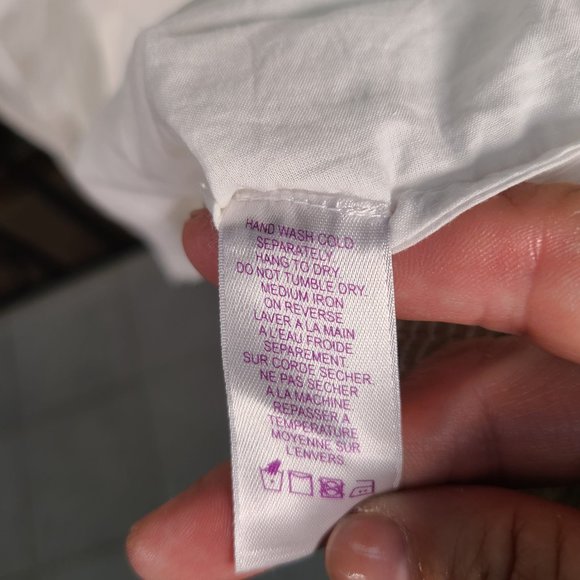 HAND WASH COLD
SEPARATELY
HANG TO DRY
DO NOT TUMBLE DRY.
MEDIUM IRON
ON REVERSE
LAVER A LA MAIN
A L'EAU FROIDE
SEPAREMENT.
SUR CORDE SECHER.
NE PAS SECHER
A LA MACHINE
REPASSER A
TEMPERATURE
MOYENNE SUR
L'ENVERS